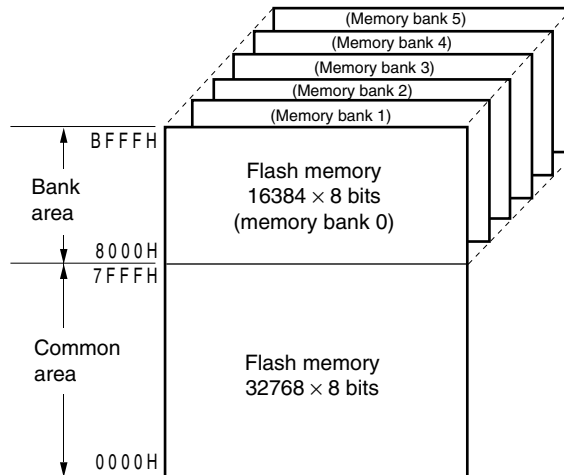 (Memory bank 5)
(Memory bank 4)
(Memory bank 3)
(Memory bank 2)
(Memory bank 1)
BFFFH
Flash memory
16384 × 8 bits
(memory bank 0)
Bank
area
8000H
7FFFH
Common
area
Flash memory
32768 × 8 bits
0000H